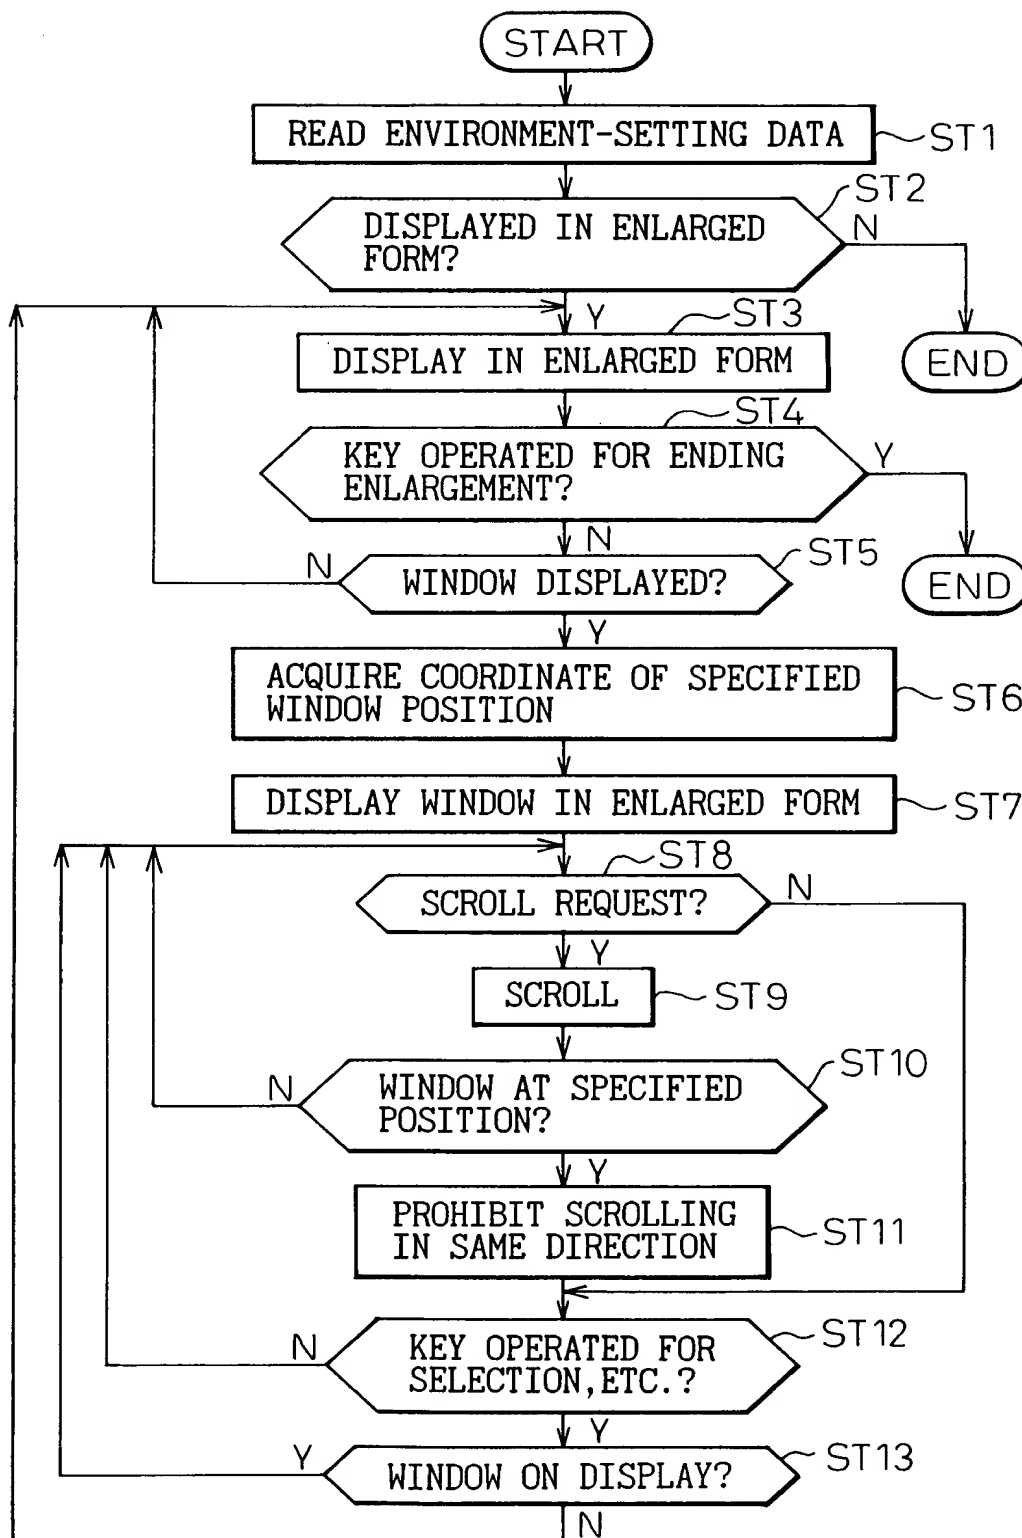 START
READ ENVIRONMENT-SETTING DATA
ST1
ST2
DISPLAYED IN ENLARGED
FORM?
N
Y
ST3
DISPLAY IN ENLARGED FORM
END
ST4
KEY OPERATED FOR ENDING
ENLARGEMENT?
Y
N
ST5
N
WINDOW DISPLAYED?
END
Y
ACQUIRE COORDINATE OF SPECIFIED
WINDOW POSITION
ST6
DISPLAY WINDOW IN ENLARGED FORM
ST7
ST8
SCROLL REQUEST?
N
Y
SCROLL
ST9
ST10
N
WINDOW AT SPECIFIED
POSITION?
Y
PROHIBIT SCROLLING
IN SAME DIRECTION
ST11
ST12
N
KEY OPERATED FOR
SELECTION,ETC.?
Y
ST13
Y
WINDOW ON DISPLAY?
N